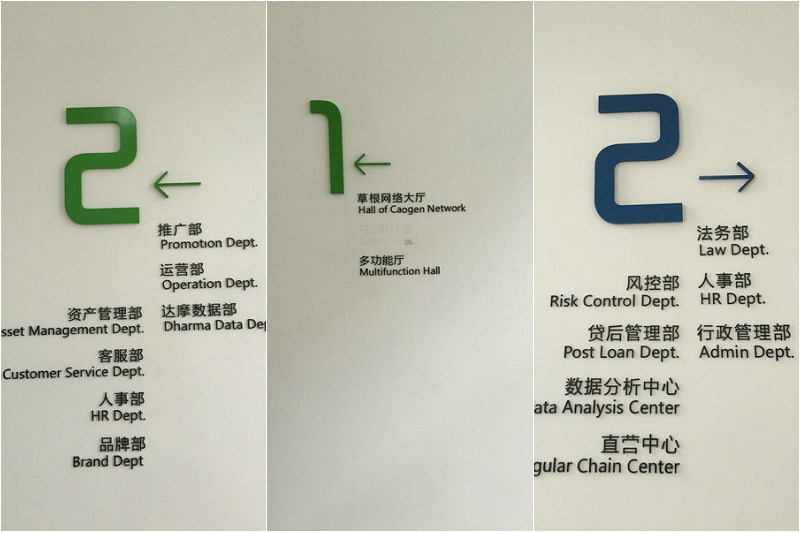 2
推广部
Promotion Dept.
运营部
Operation Dept.
资产管理部
Management Dept.
达摩数据部
Dharma Data
客服部
Customer Service Dept.
人事部
HR Dept.
品牌部
Brand Dept
1
草根网络大厅
Hall of Caogen Network
多功能厅
Multifunction Hall
2
法务部
Law Dept.
风控部
Risk Control Dept.
人事部
HR Dept.
贷后管理部
Post Loan Dept.
行政管理部
Admin Dept.
数据分析中心
Analysis Center
直营中心
Chain Center